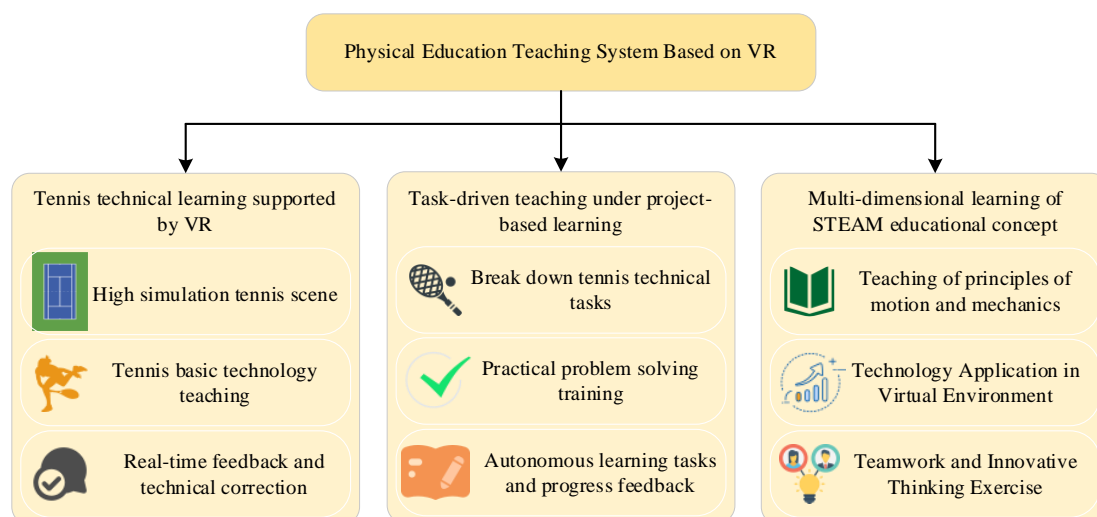 Physical Education Teaching System Based on VR
Tennis technical learning supported
by VR
High simulation tennis scene
Tennis basic technology
teaching
Real-time feedback and
technical correction
Task-driven teaching under project-
based learning
Break down tennis technical
tasks
Practical problem solving
training
Autonomous learning tasks
and progress feedback
Multi-dimensional learning of
STEAM educational concept
Teaching of principles of
motion and mechanics
Technology Application in
Virtual Environment
Teamwork and Innovative
Thinking Exercise